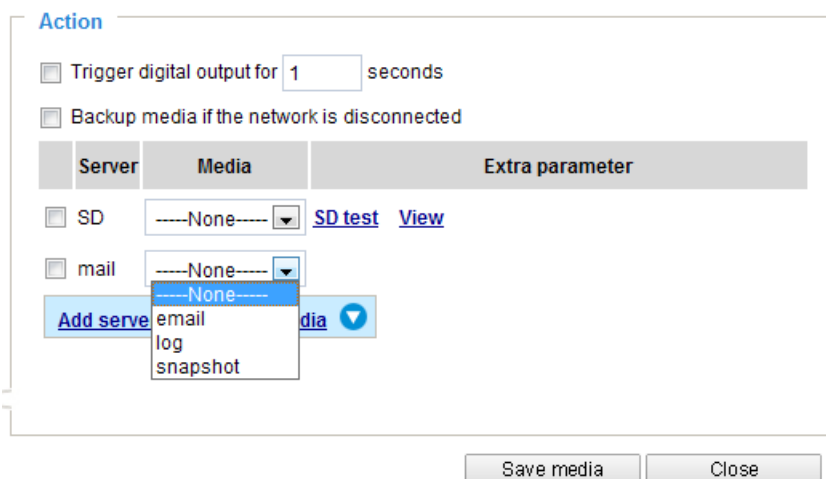 Action
Trigger digital output for 1 seconds
Backup media if the network is disconnected
Server Media Extra parameter
SD -----None----- SD test View
mail -----None-----
-----None-----
email
log
snapshot
Add serve dia
Save media Close